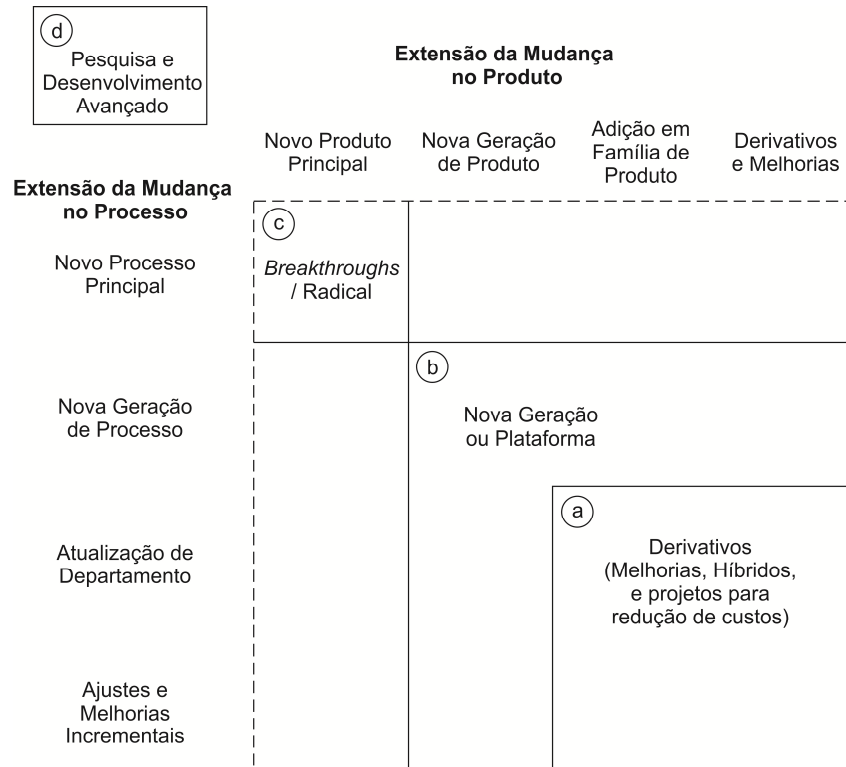 d
Pesquisa e
Desenvolvimento
Avançado
Extensão da Mudança
no Produto
Novo Produto
Principal
Nova Geração
de Produto
Adição em
Família de
Produto
Derivativos
e Melhorias
Extensão da Mudança
no Processo
Novo Processo
Principal
c
Breakthroughs
/ Radical
Nova Geração
de Processo
b
Nova Geração
ou Plataforma
Atualização de
Departamento
a
Derivativos
(Melhorias, Híbridos,
e projetos para
redução de custos)
Ajustes e
Melhorias
Incrementais